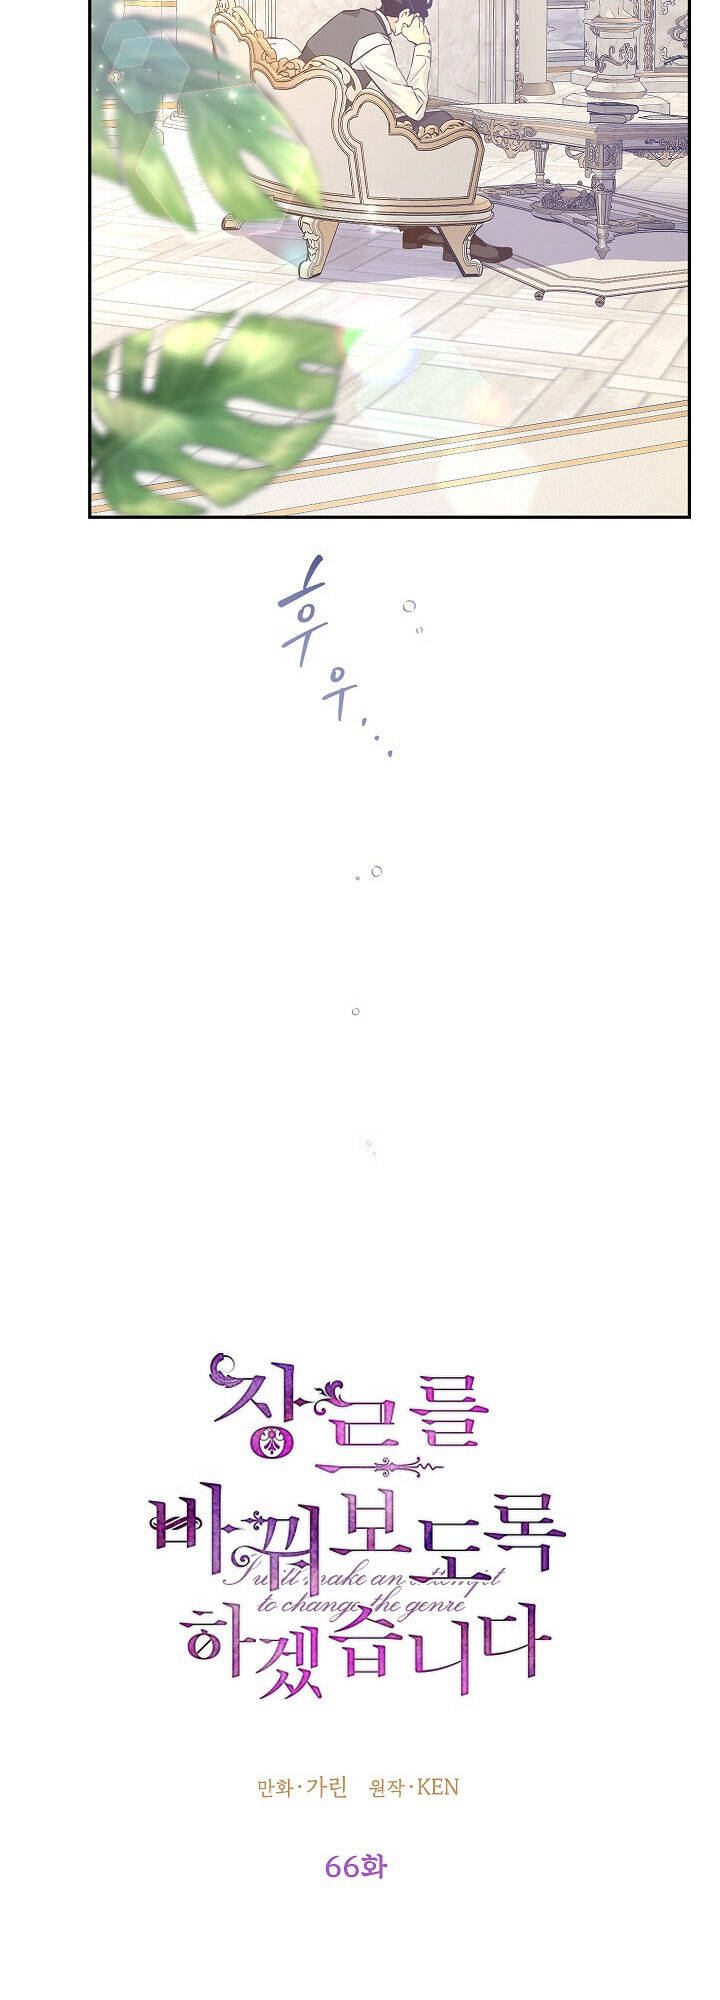 후우...
장르를
바꿔보도록
I will make an attempt
to change the genre
하겠습니다
만화·가린 원작·KEN
66화